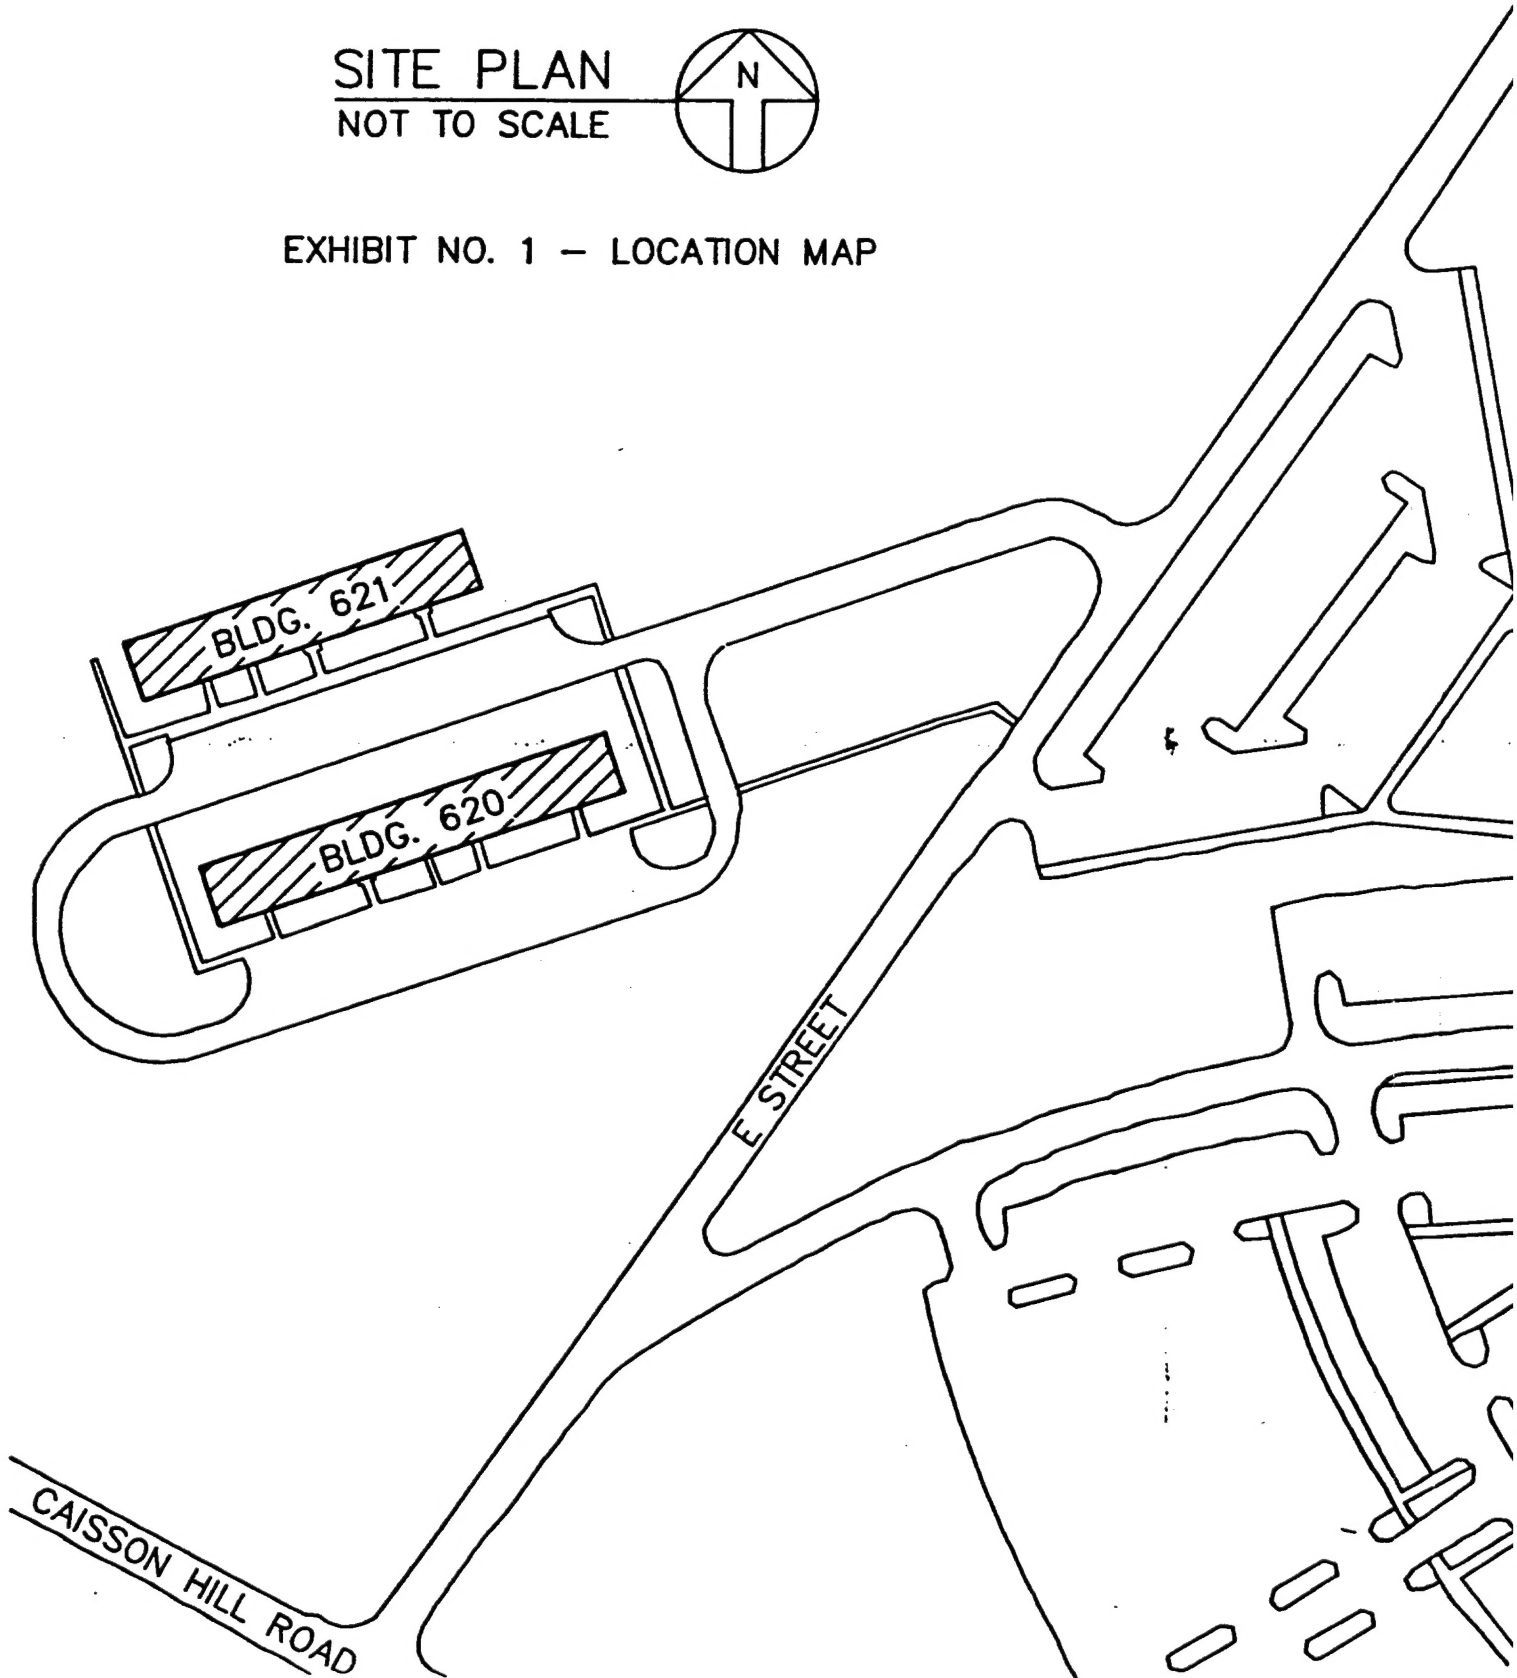 SITE PLAN
NOT TO SCALE
N
EXHIBIT NO. 1 – LOCATION MAP
BLDG. 621
BLDG. 620
E STREET
CAISSON HILL ROAD